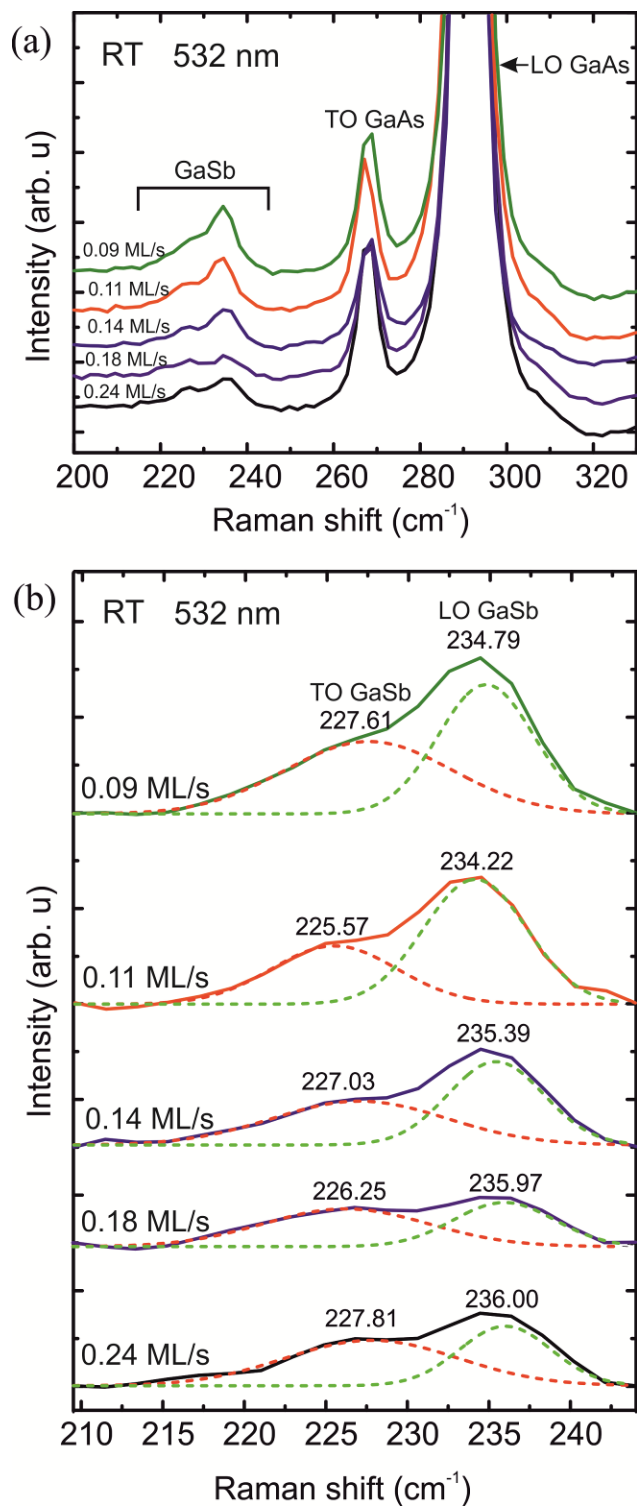 (a)
RT 532 nm
LO GaAs
TO GaAs
GaSb
0.09 ML/s
0.11 ML/s
0.14 ML/s
0.18 ML/s
0.24 ML/s
Intensity (arb. u)
200 220 240 260 280 300 320
Raman shift (cm⁻¹)
(b)
RT 532 nm
LO GaSb
234.79
TO GaSb
227.61
0.09 ML/s
234.22
225.57
0.11 ML/s
235.39
227.03
0.14 ML/s
235.97
226.25
0.18 ML/s
236.00
227.81
0.24 ML/s
Intensity (arb. u)
210 215 220 225 230 235 240
Raman shift (cm⁻¹)